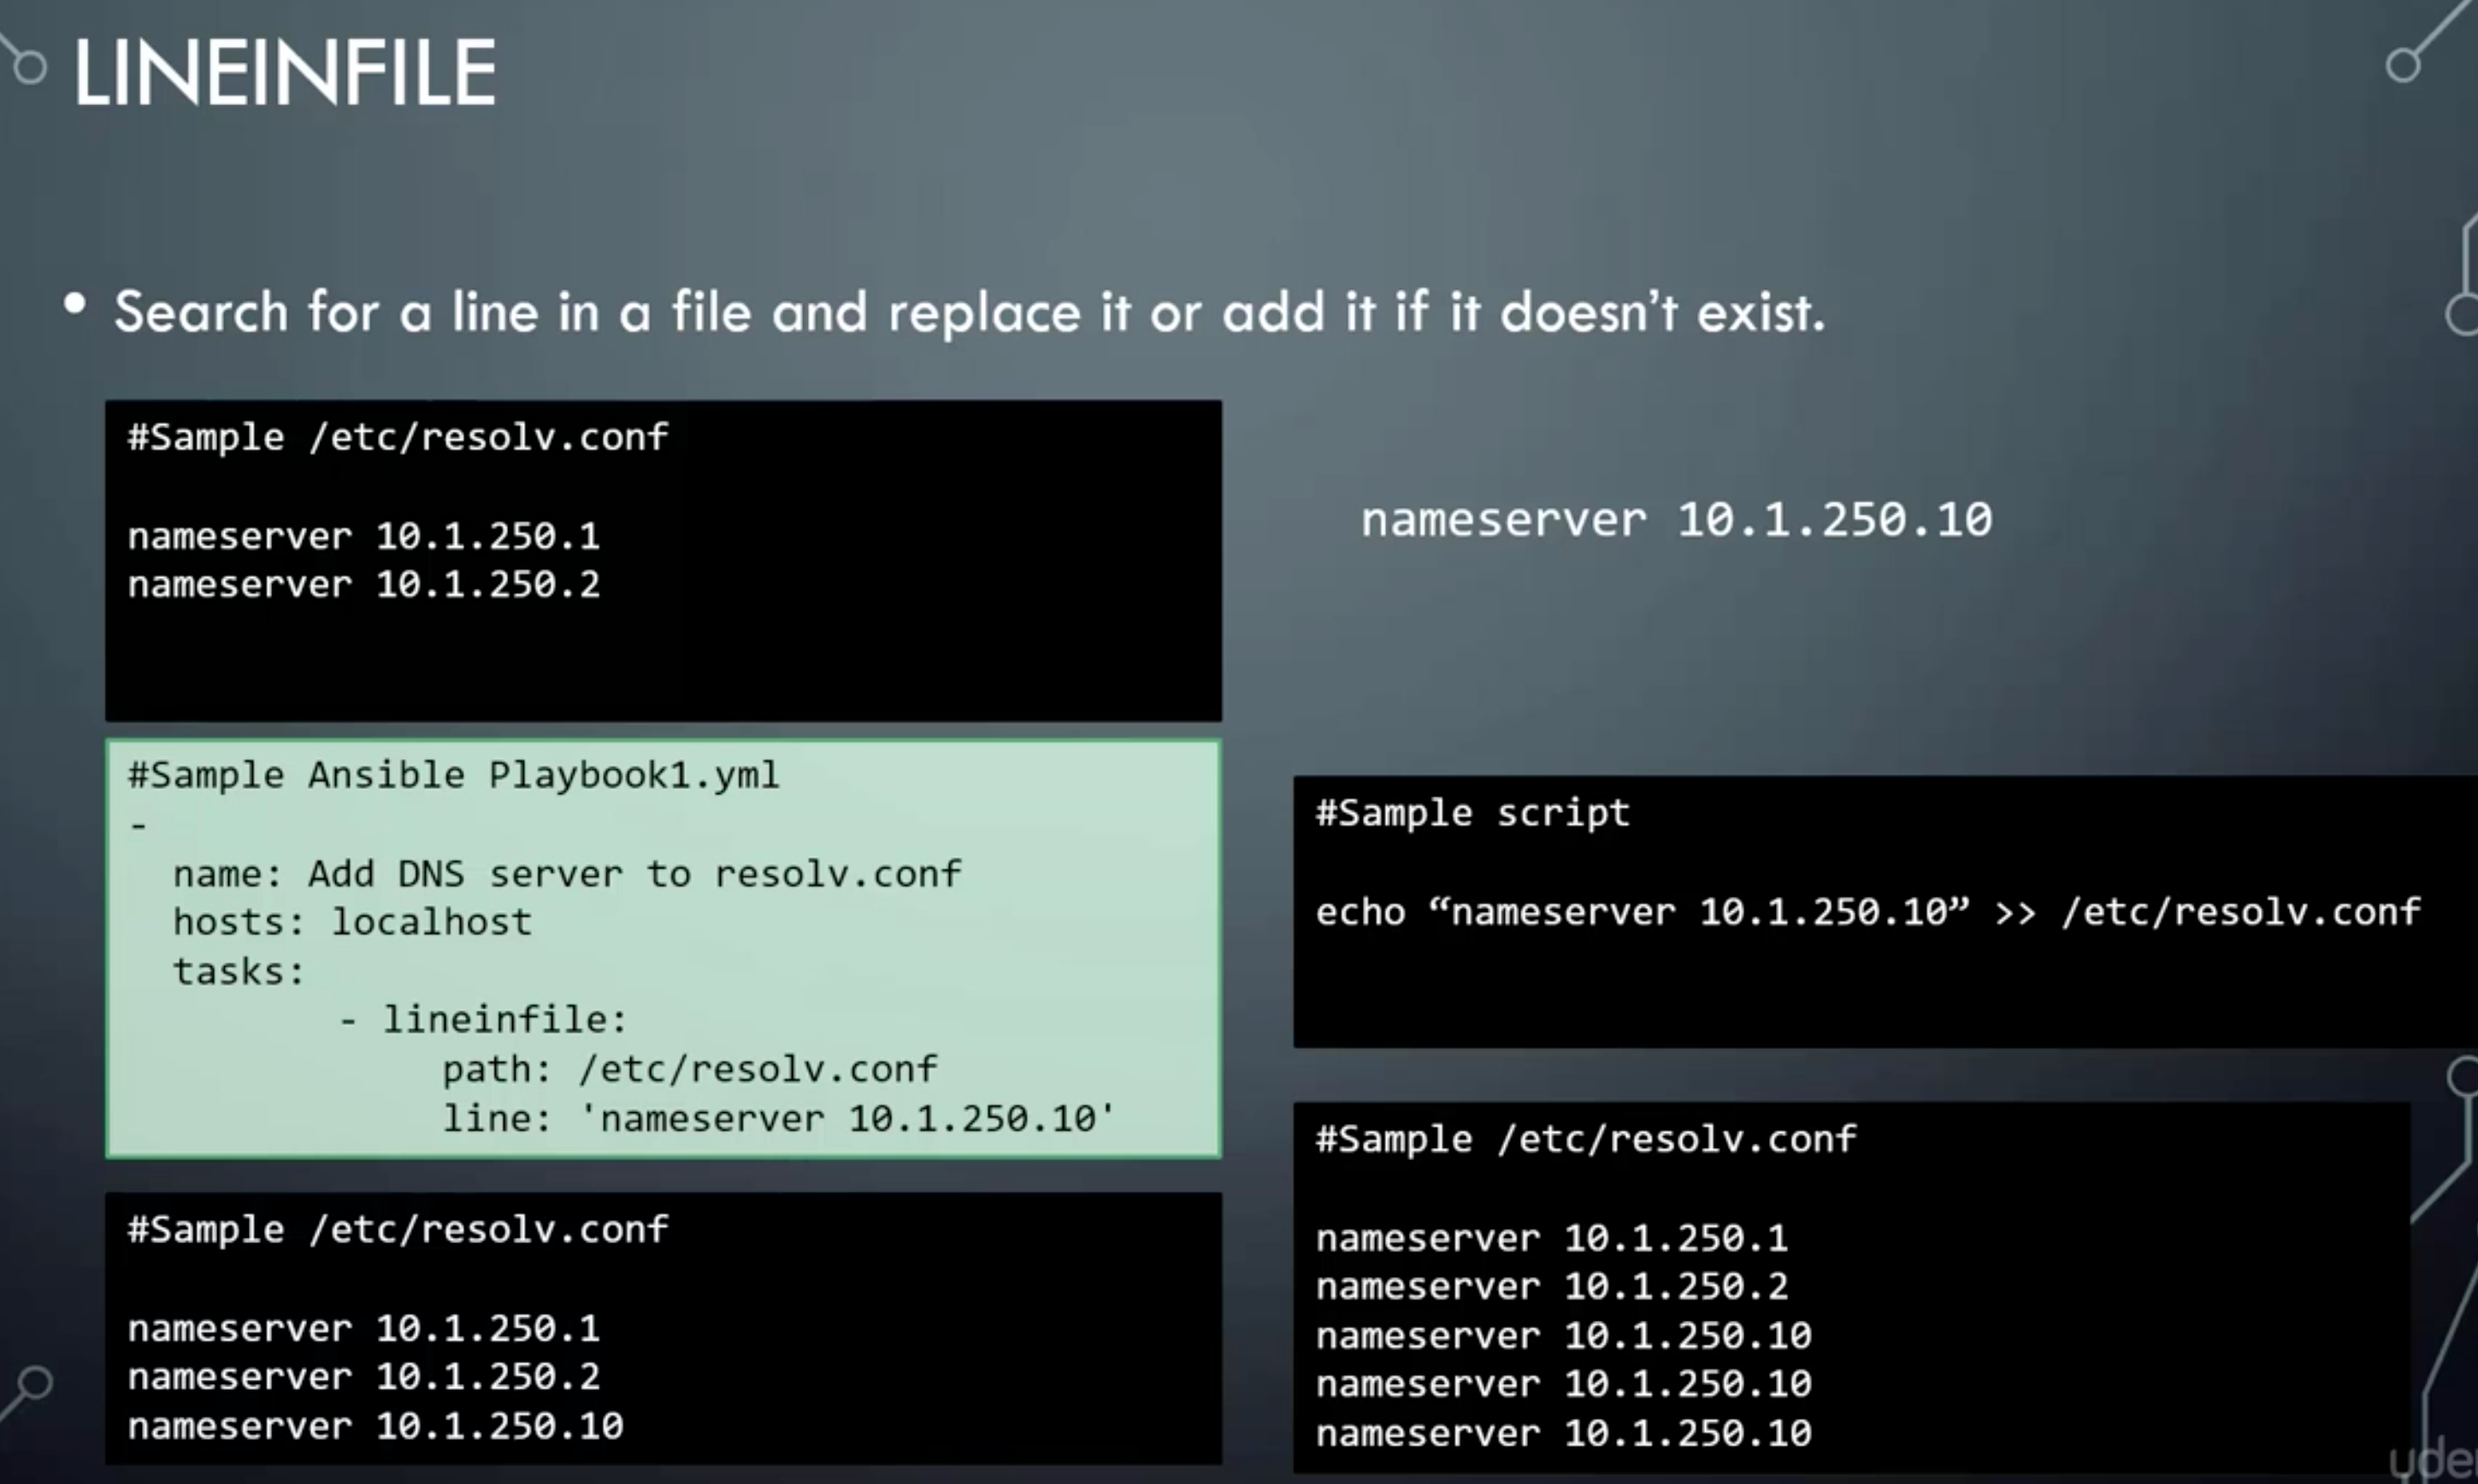 LINEINFILE
• Search for a line in a file and replace it or add it if it doesn't exist.
#Sample /etc/resolv.conf
nameserver 10.1.250.1
nameserver 10.1.250.2
nameserver 10.1.250.10
#Sample Ansible Playbook1.yml
-
name: Add DNS server to resolv.conf
hosts: localhost
tasks:
- lineinfile:
path: /etc/resolv.conf
line: 'nameserver 10.1.250.10'
#Sample script
echo “nameserver 10.1.250.10” >> /etc/resolv.conf
#Sample /etc/resolv.conf
nameserver 10.1.250.1
nameserver 10.1.250.2
nameserver 10.1.250.10
#Sample /etc/resolv.conf
nameserver 10.1.250.1
nameserver 10.1.250.2
nameserver 10.1.250.10
nameserver 10.1.250.10
nameserver 10.1.250.10